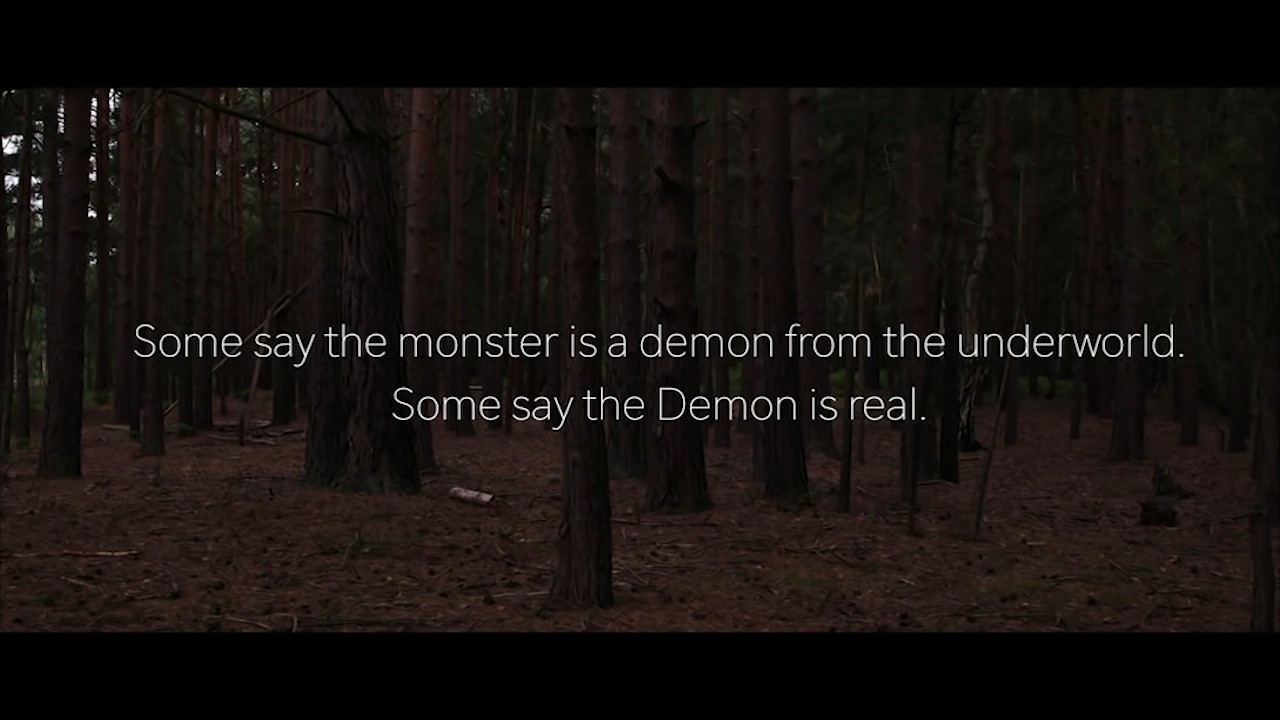 Some say the monster is a demon from the underworld.
Some say the Demon is real.